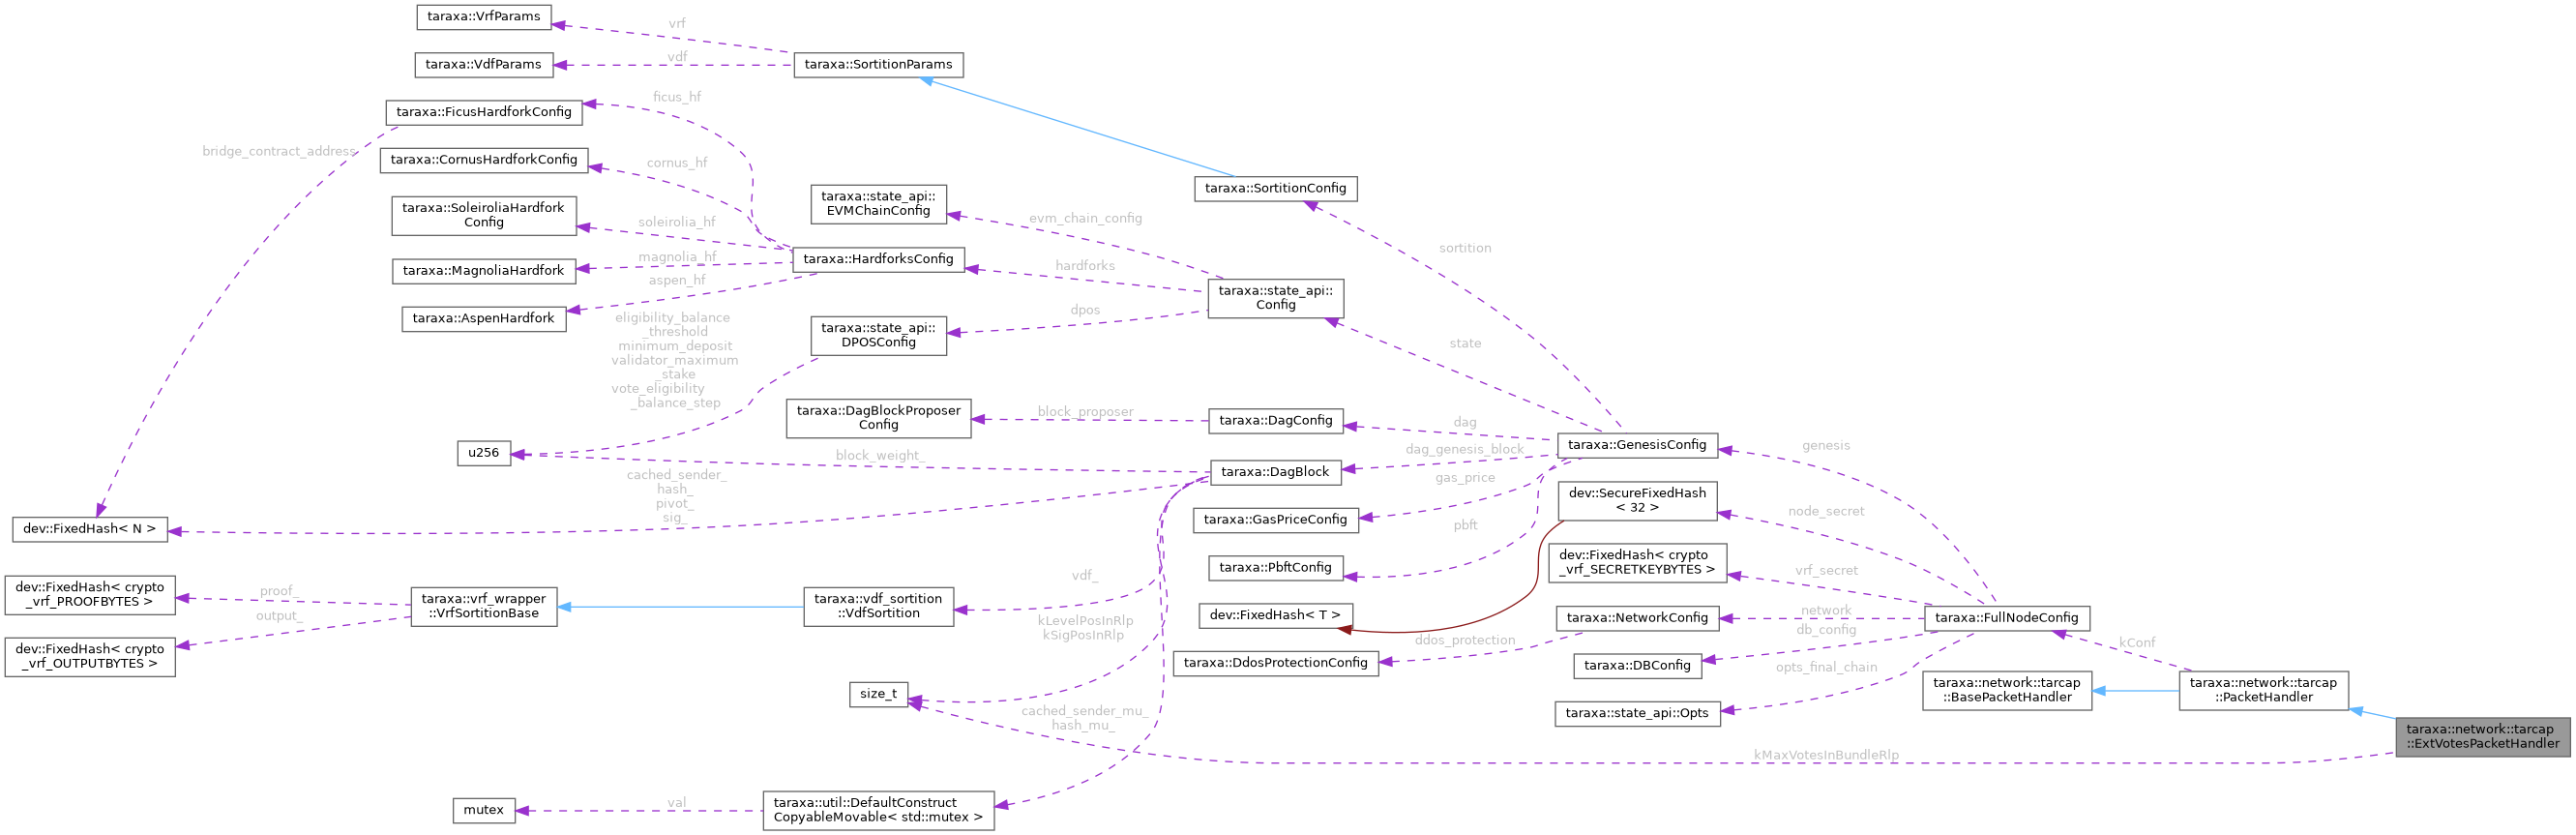 taraxa::VrfParams
vrf
taraxa::VdfParams
vdf
taraxa::SortitionParams
ficus_hf
taraxa::FicusHardforkConfig
bridge_contract_address
taraxa::CornusHardforkConfig
cornus_hf
taraxa::state_api::
EVMChainConfig
taraxa::SortitionConfig
taraxa::SoleiroliaHardfork
Config
soleirolia_hf
evm_chain_config
sortition
magnolia_hf
taraxa::HardforksConfig
hardforks
taraxa::MagnoliaHardfork
aspen_hf
taraxa::state_api::
Config
taraxa::AspenHardfork
eligibility_balance
_threshold
minimum_deposit
validator_maximum
_stake
vote_eligibility
_balance_step
taraxa::state_api::
DPOSConfig
dpos
state
taraxa::DagBlockProposer
Config
block_proposer
taraxa::DagConfig
dag
taraxa::GenesisConfig
genesis
u256
block_weight_
taraxa::DagBlock
dag_genesis_block
gas_price
cached_sender_
hash_
pivot_
sig_
dev::SecureFixedHash
< 32 >
node_secret
dev::FixedHash< N >
taraxa::GasPriceConfig
pbft
dev::FixedHash< crypto
_vrf_SECRETKEYBYTES >
vrf_secret
taraxa::PbftConfig
vdf_
dev::FixedHash< crypto
_vrf_PROOFBYTES >
proof_
output_
taraxa::vrf_wrapper
::VrfSortitionBase
taraxa::vdf_sortition
::VdfSortition
kLevelPosInRlp
kSigPosInRlp
dev::FixedHash< T >
taraxa::NetworkConfig
network
db_config
taraxa::FullNodeConfig
dev::FixedHash< crypto
_vrf_OUTPUTBYTES >
ddos_protection
kConf
taraxa::DdosProtectionConfig
taraxa::DBConfig
opts_final_chain
size_t
taraxa::network::tarcap
::BasePacketHandler
taraxa::network::tarcap
::PacketHandler
cached_sender_mu_
hash_mu_
taraxa::state_api::Opts
taraxa::network::tarcap
::ExtVotesPacketHandler
kMaxVotesInBundleRlp
mutex
val
taraxa::util::DefaultConstruct
CopyableMovable< std::mutex >